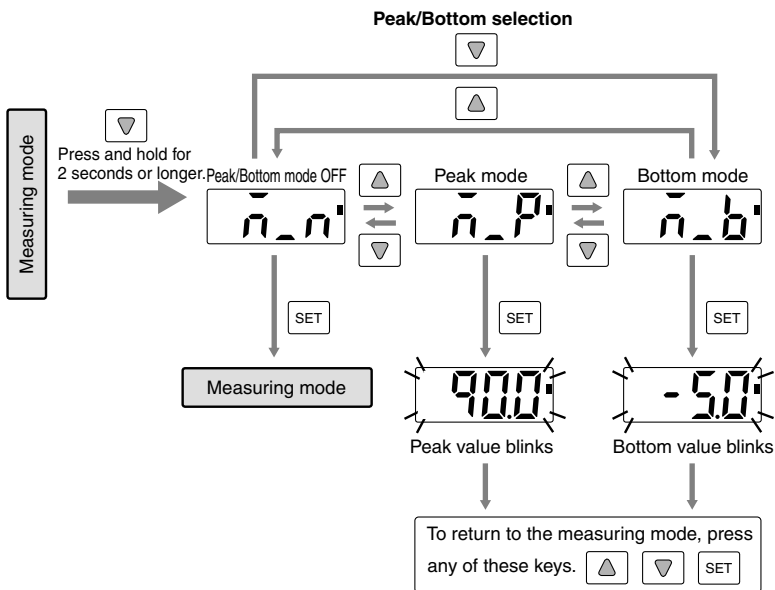 Peak/Bottom selection
Measuring mode
Press and hold for
2 seconds or longer.
Peak/Bottom mode OFF
Peak mode
Bottom mode
n_n
n_P
n_b
SET
SET
SET
Measuring mode
90.0
-5.0
Peak value blinks
Bottom value blinks
To return to the measuring mode, press
any of these keys. SET